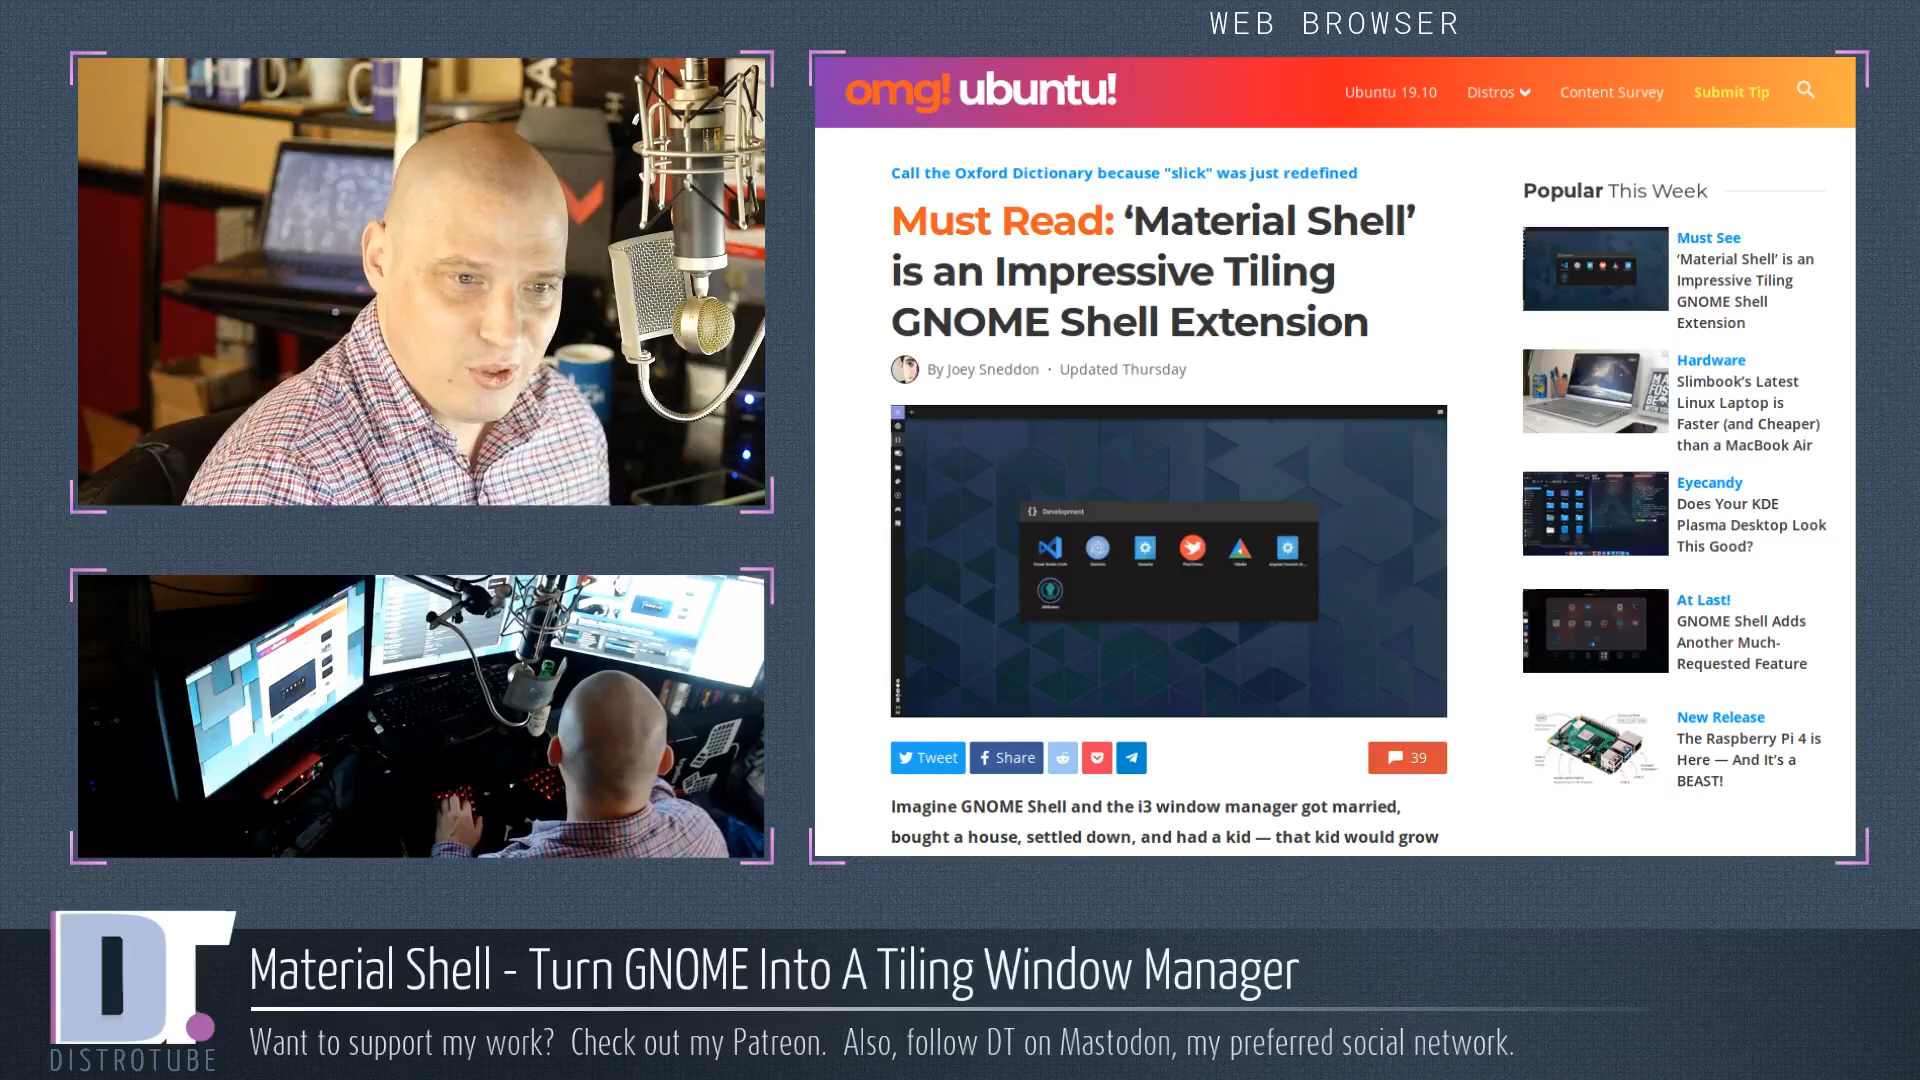 WEB BROWSER
omg! ubuntu!
Ubuntu 19.10
Distros
Content Survey
Submit Tip
Call the Oxford Dictionary because "slick" was just redefined
Must Read: ‘Material Shell’
is an Impressive Tiling
GNOME Shell Extension
By Joey Sneddon · Updated Thursday
{} Development
Tweet
Share
39
Imagine GNOME Shell and the i3 window manager got married,
bought a house, settled down, and had a kid — that kid would grow
Popular This Week
Must See
‘Material Shell’ is an
Impressive Tiling
GNOME Shell
Extension
Hardware
Slimbook’s Latest
Linux Laptop is
Faster (and Cheaper)
than a MacBook Air
Eyecandy
Does Your KDE
Plasma Desktop Look
This Good?
At Last!
GNOME Shell Adds
Another Much-
Requested Feature
New Release
The Raspberry Pi 4 is
Here — And It’s a
BEAST!
DT
DISTROTUBE
Material Shell - Turn GNOME Into A Tiling Window Manager
Want to support my work? Check out my Patreon. Also, follow DT on Mastodon, my preferred social network.